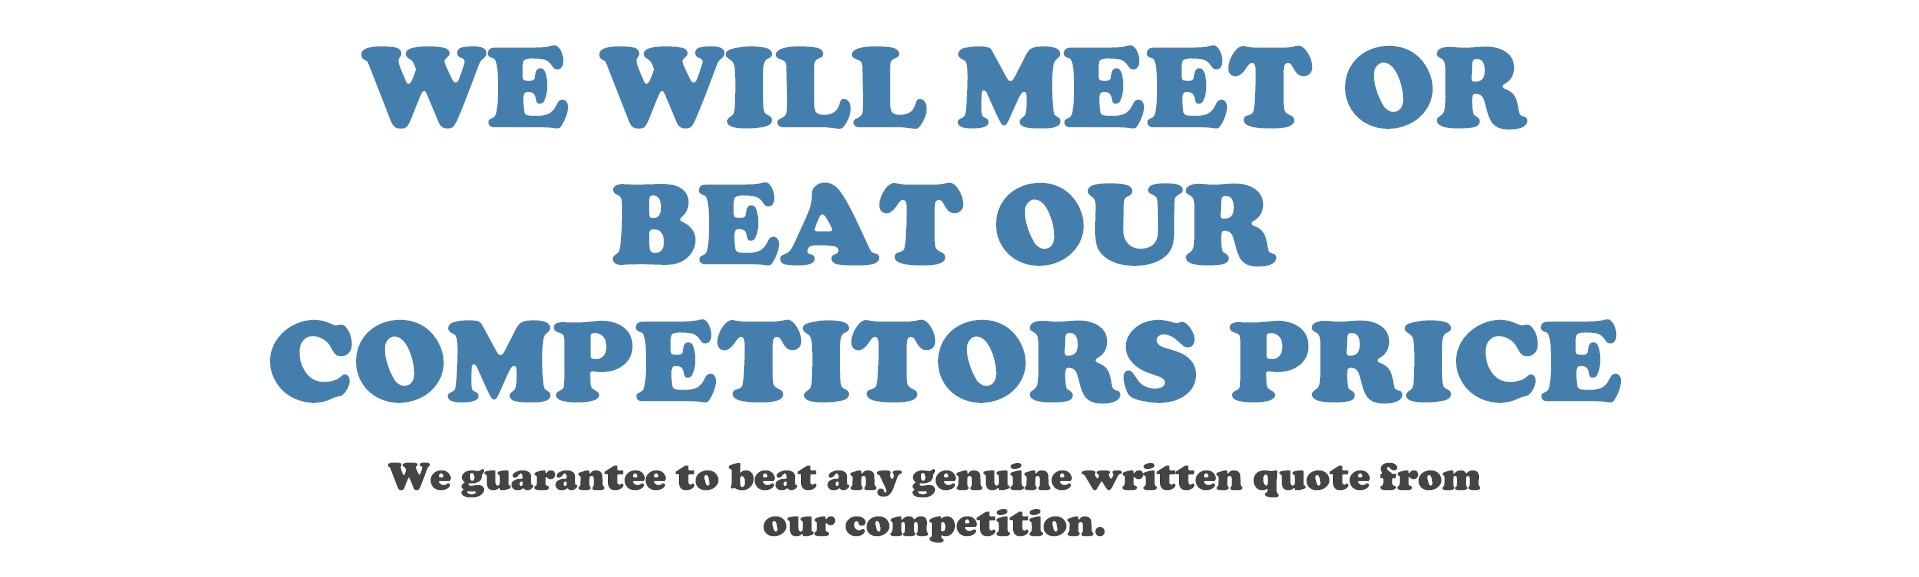 WE WILL MEET OR
BEAT OUR
COMPETITORS PRICE
We guarantee to beat any genuine written quote from
our competition.